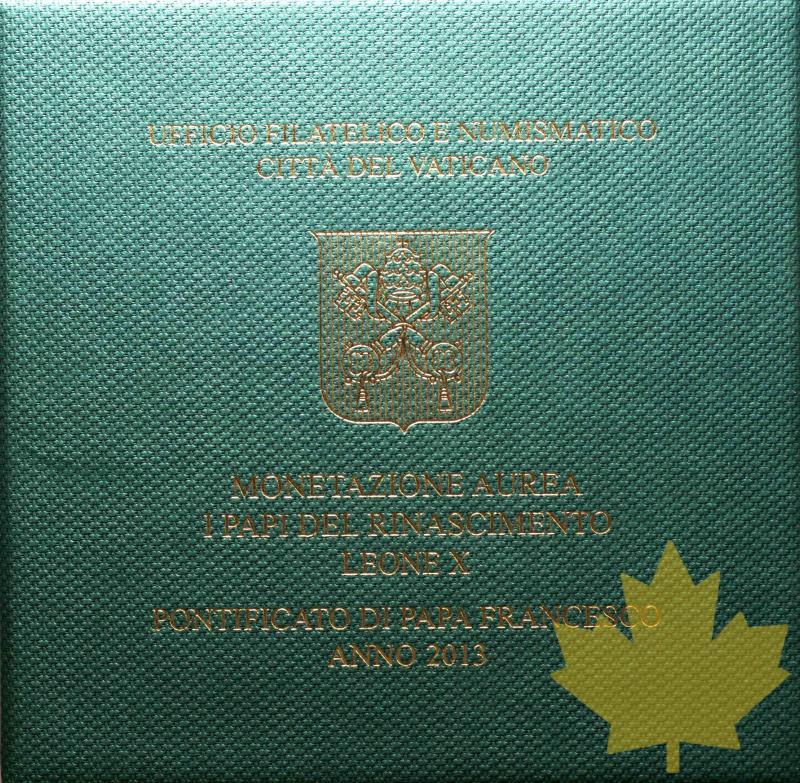 UFFICIO FILATELICO E NUMISMATICO
CITTÀ DEL VATICANO
MONETAZIONE AUREA
I PAPI DEL RINASCIMENTO
LEONE X
PONTIFICATO DI PAPA FRANCESCO
ANNO 2013